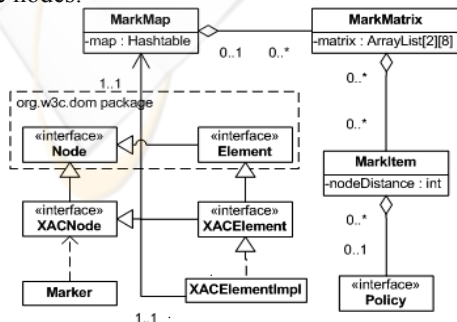 nodes.
MarkMap
-map : Hashtable
MarkMatrix
-matrix : ArrayList[2][8]
0..1
0..*
1..1
0..*
org.w3c.dom package
«interface»
Node
«interface»
Element
0..*
MarkItem
-nodeDistance : int
«interface»
XACNode
«interface»
XACElement
0..*
0..1
Marker
XACElementImpl
«interface»
Policy
1..1